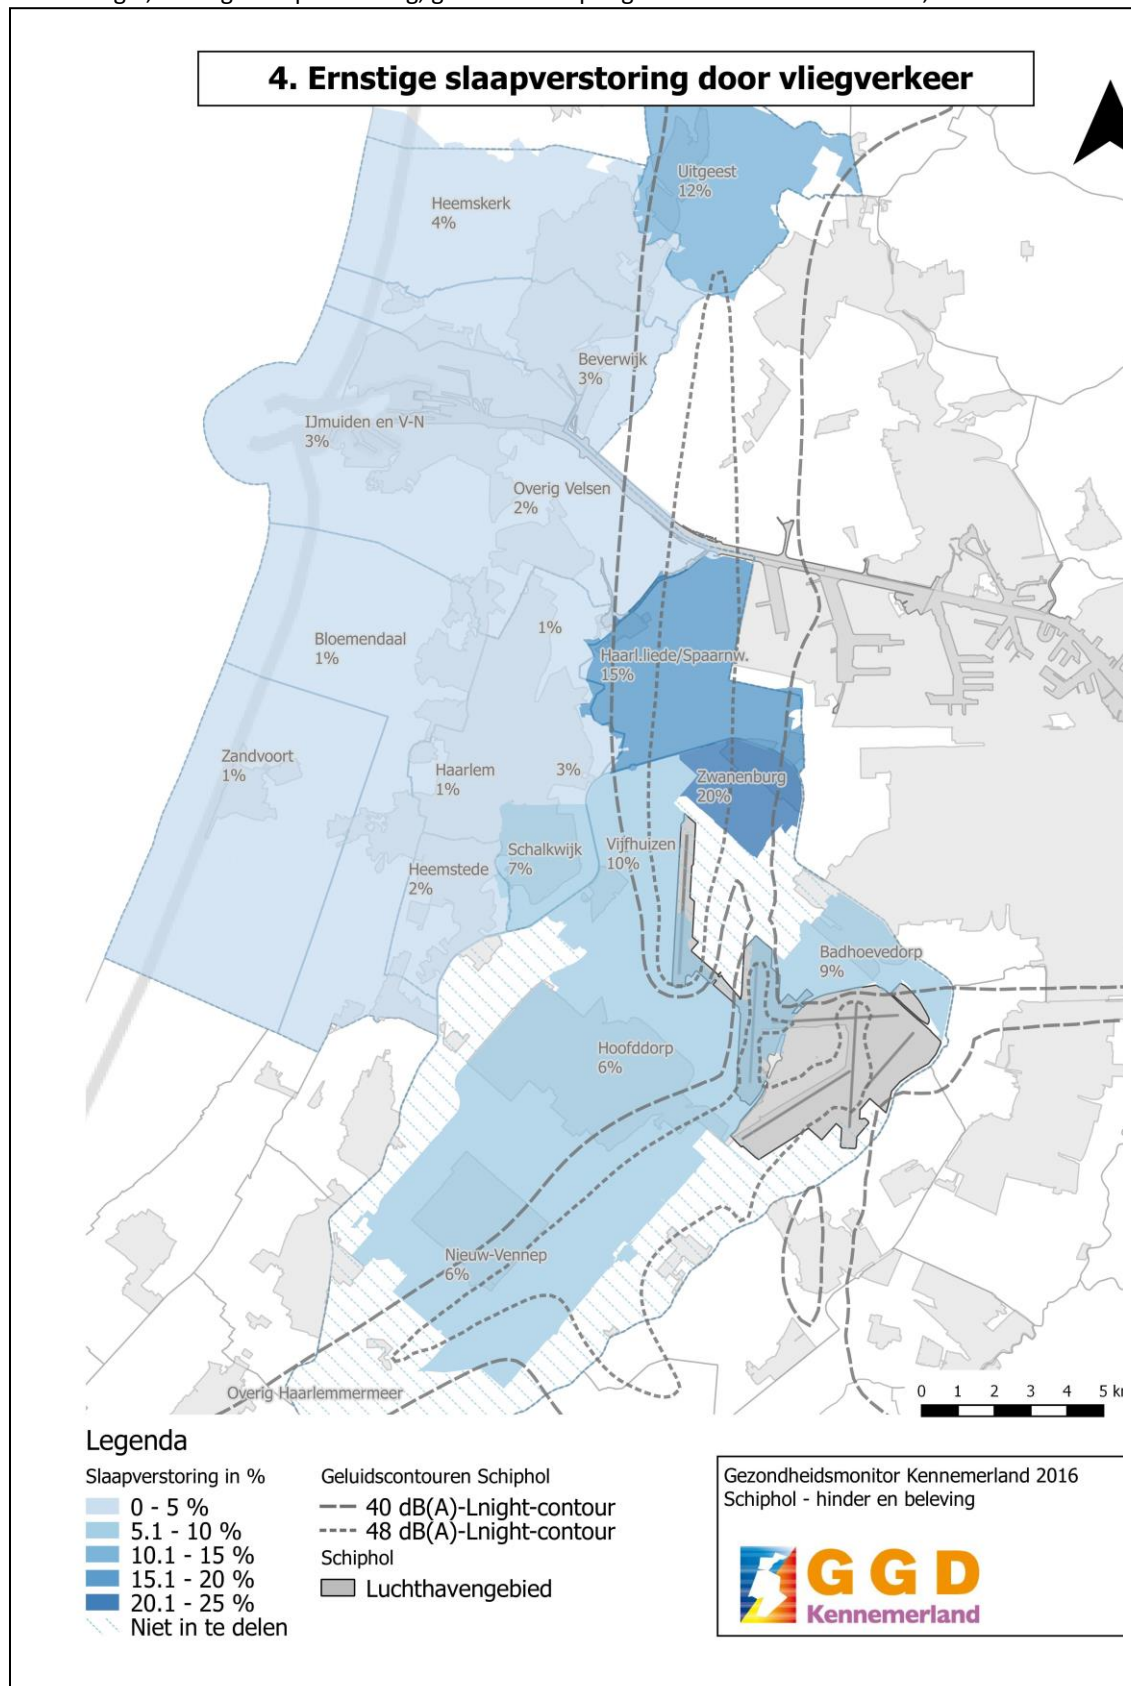 4. Ernstige slaapverstoring door vliegverkeer
Uitgeest
12%
Heemskerk
4%
Beverwijk
3%
IJmuiden en V-N
3%
Overig Velsen
2%
1%
Bloemendaal
1%
Haarl.liede/Spaarnw.
15%
Zandvoort
1%
Haarlem
1%
3%
Zwanenburg
20%
Schalkwijk
7%
Vijfhuizen
10%
Heemstede
2%
Badhoevedorp
9%
Hoofddorp
6%
Nieuw-Vennep
6%
Overig Haarlemmermeer
0 1 2 3 4 5 km
Legenda
Slaapverstoring in %
0 - 5 %
5.1 - 10 %
10.1 - 15 %
15.1 - 20 %
20.1 - 25 %
Niet in te delen
Geluidscontouren Schiphol
40 dB(A)-Lnight-contour
48 dB(A)-Lnight-contour
Schiphol
Luchthavengebied
Gezondheidsmonitor Kennemerland 2016
Schiphol - hinder en beleving
GGD
Kennemerland